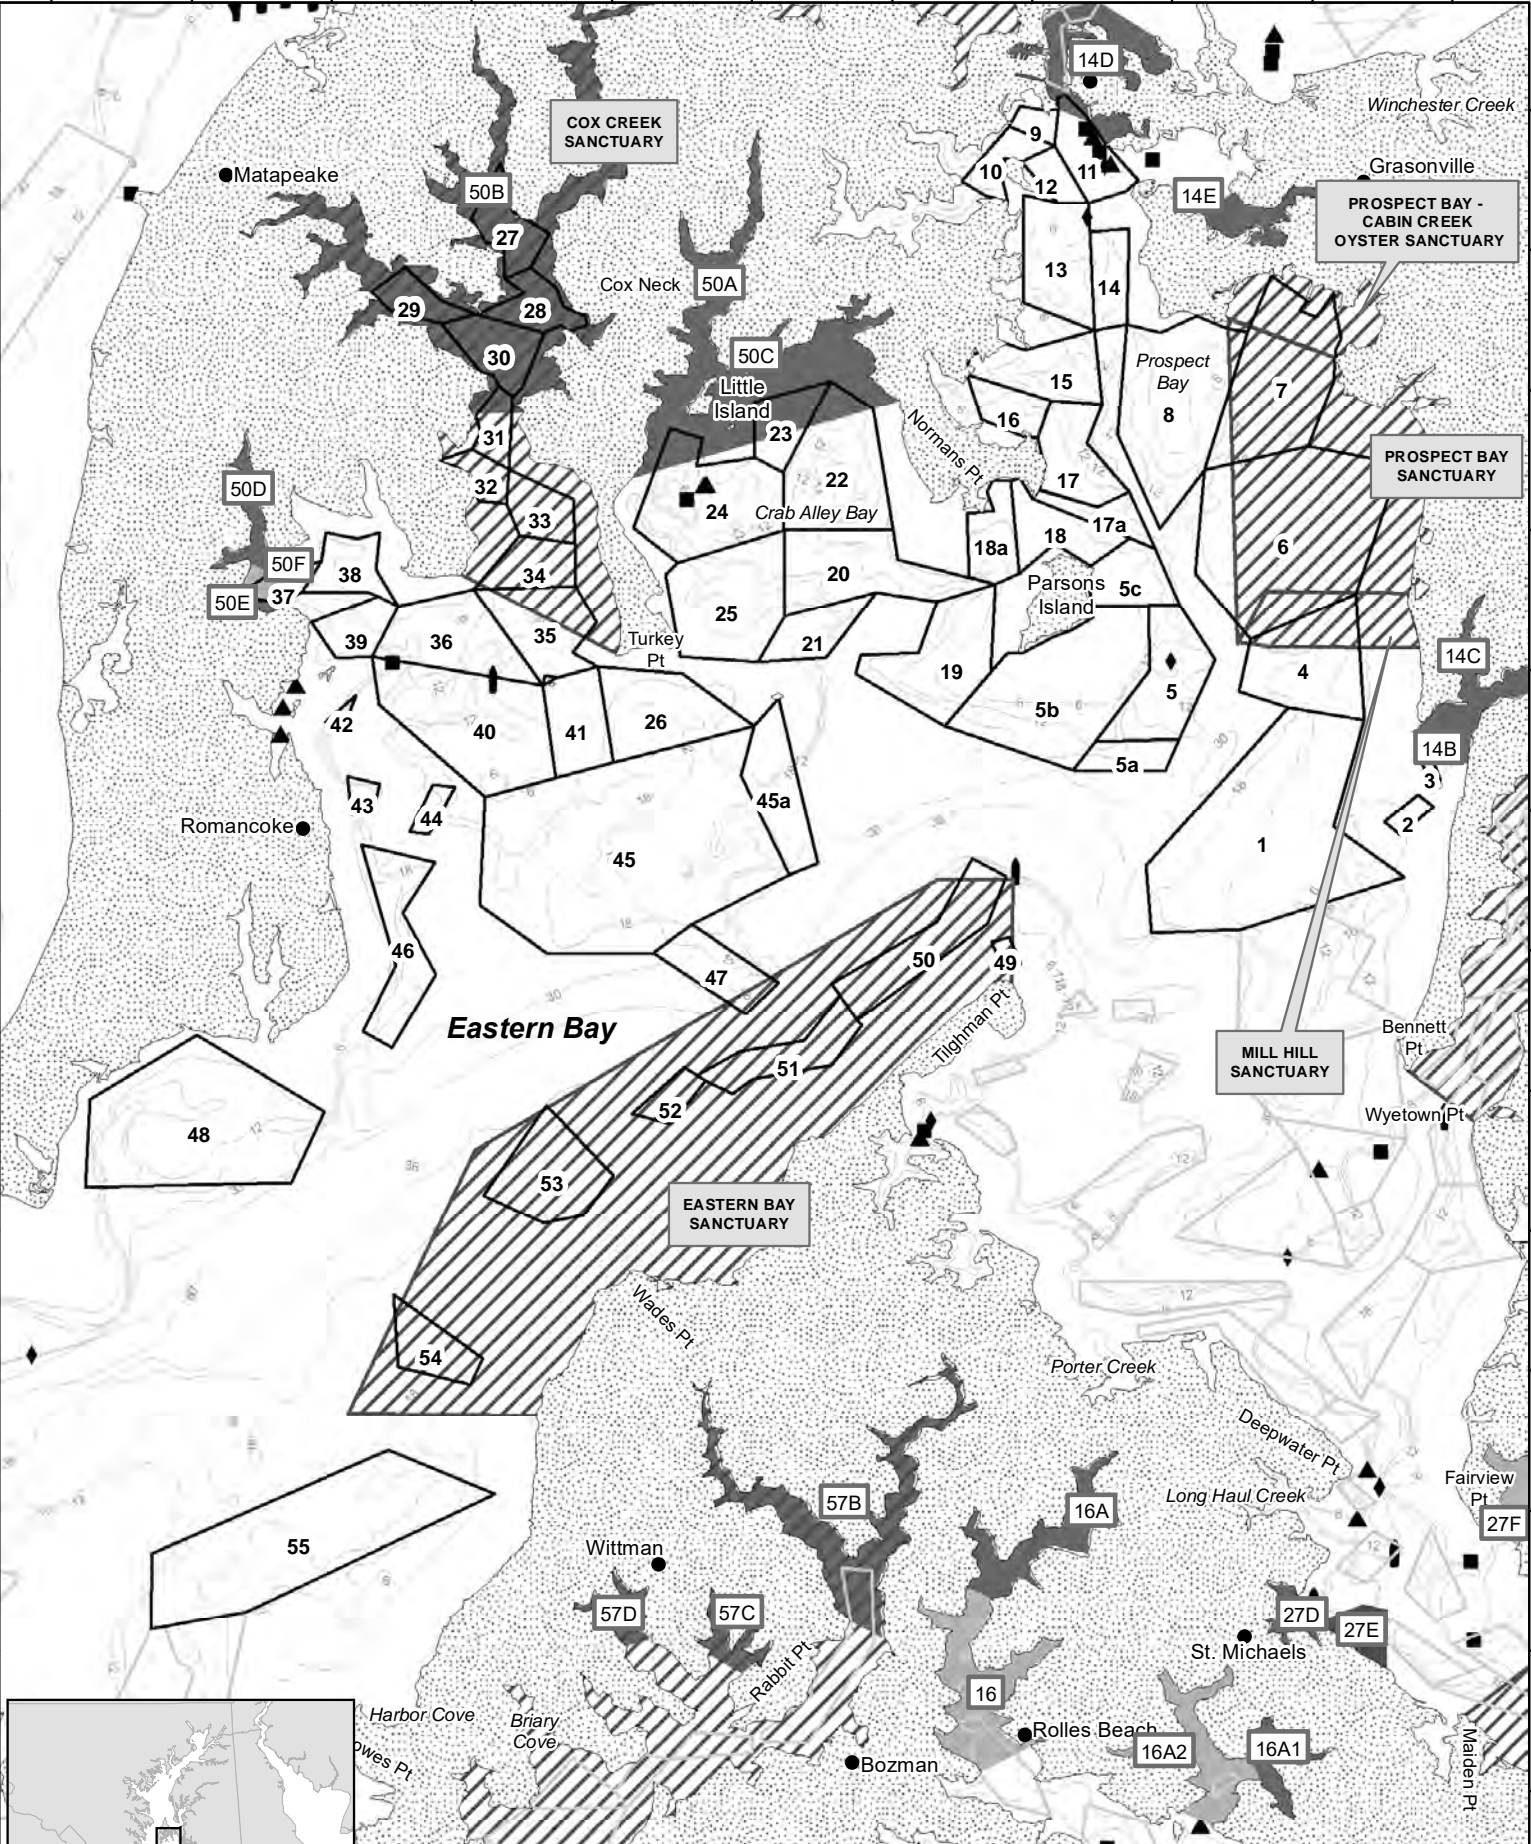 14D
Winchester Creek
COX CREEK
SANCTUARY
9
Matapeake
10
12
11
Grasonville
50B
14E
PROSPECT BAY -
CABIN CREEK
OYSTER SANCTUARY
27
Cox Neck
50A
13
14
29
28
30
50C
Little
Island
Prospect
Bay
15
7
8
16
31
23
Normans Pt
PROSPECT BAY
SANCTUARY
50D
32
22
17
24
Crab Alley Bay
33
17a
18
18a
6
50F
38
34
20
Parsons
Island
5c
50E
37
25
39
36
35
Turkey
Pt
21
14C
19
4
5
5b
42
40
41
26
14B
5a
3
43
45a
44
Romancoke
2
45
1
46
50
49
47
Eastern Bay
Tilghman Pt
Bennett
Pt
51
MILL HILL
SANCTUARY
52
Wyetown Pt
48
53
EASTERN BAY
SANCTUARY
Wades Pt
54
Porter Creek
Deepwater Pt
Fairview
Pt
57B
16A
Long Haul Creek
27F
55
Wittman
57D
57C
27D
27E
St. Michaels
Rabbit Pt
16
Harbor Cove
Briary
Cove
Rolles Beach
owes Pt
16A2
16A1
Bozman
Maiden Pt